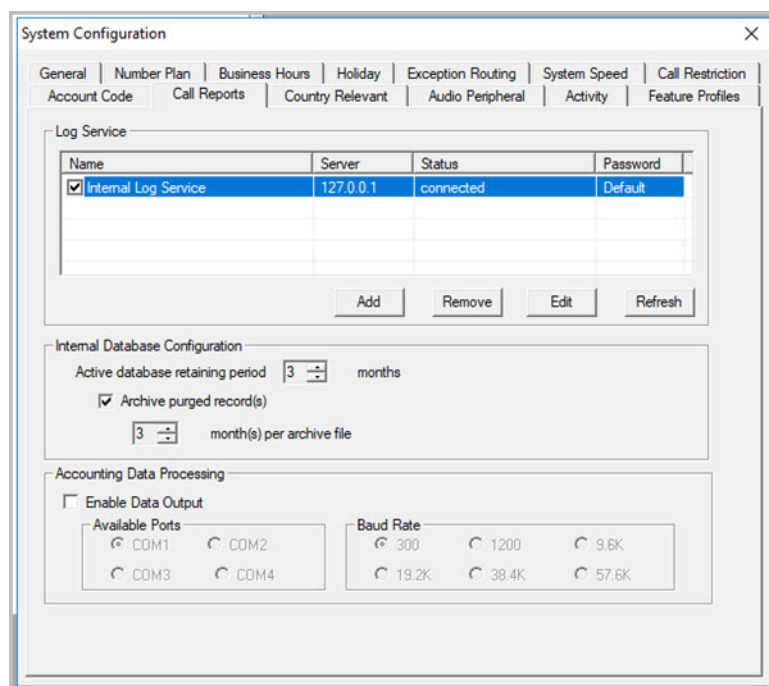 System Configuration
General Number Plan Business Hours Holiday Exception Routing System Speed Call Restriction
Account Code Call Reports Country Relevant Audio Peripheral Activity Feature Profiles
Log Service
Name Server Status Password
Internal Log Service 127.0.0.1 connected Default
Add Remove Edit Refresh
Internal Database Configuration
Active database retaining period 3 months
Archive purged record(s)
3 month(s) per archive file
Accounting Data Processing
Enable Data Output
Available Ports Baud Rate
COM1 COM2 300 1200 9.6K
COM3 COM4 19.2K 38.4K 57.6K